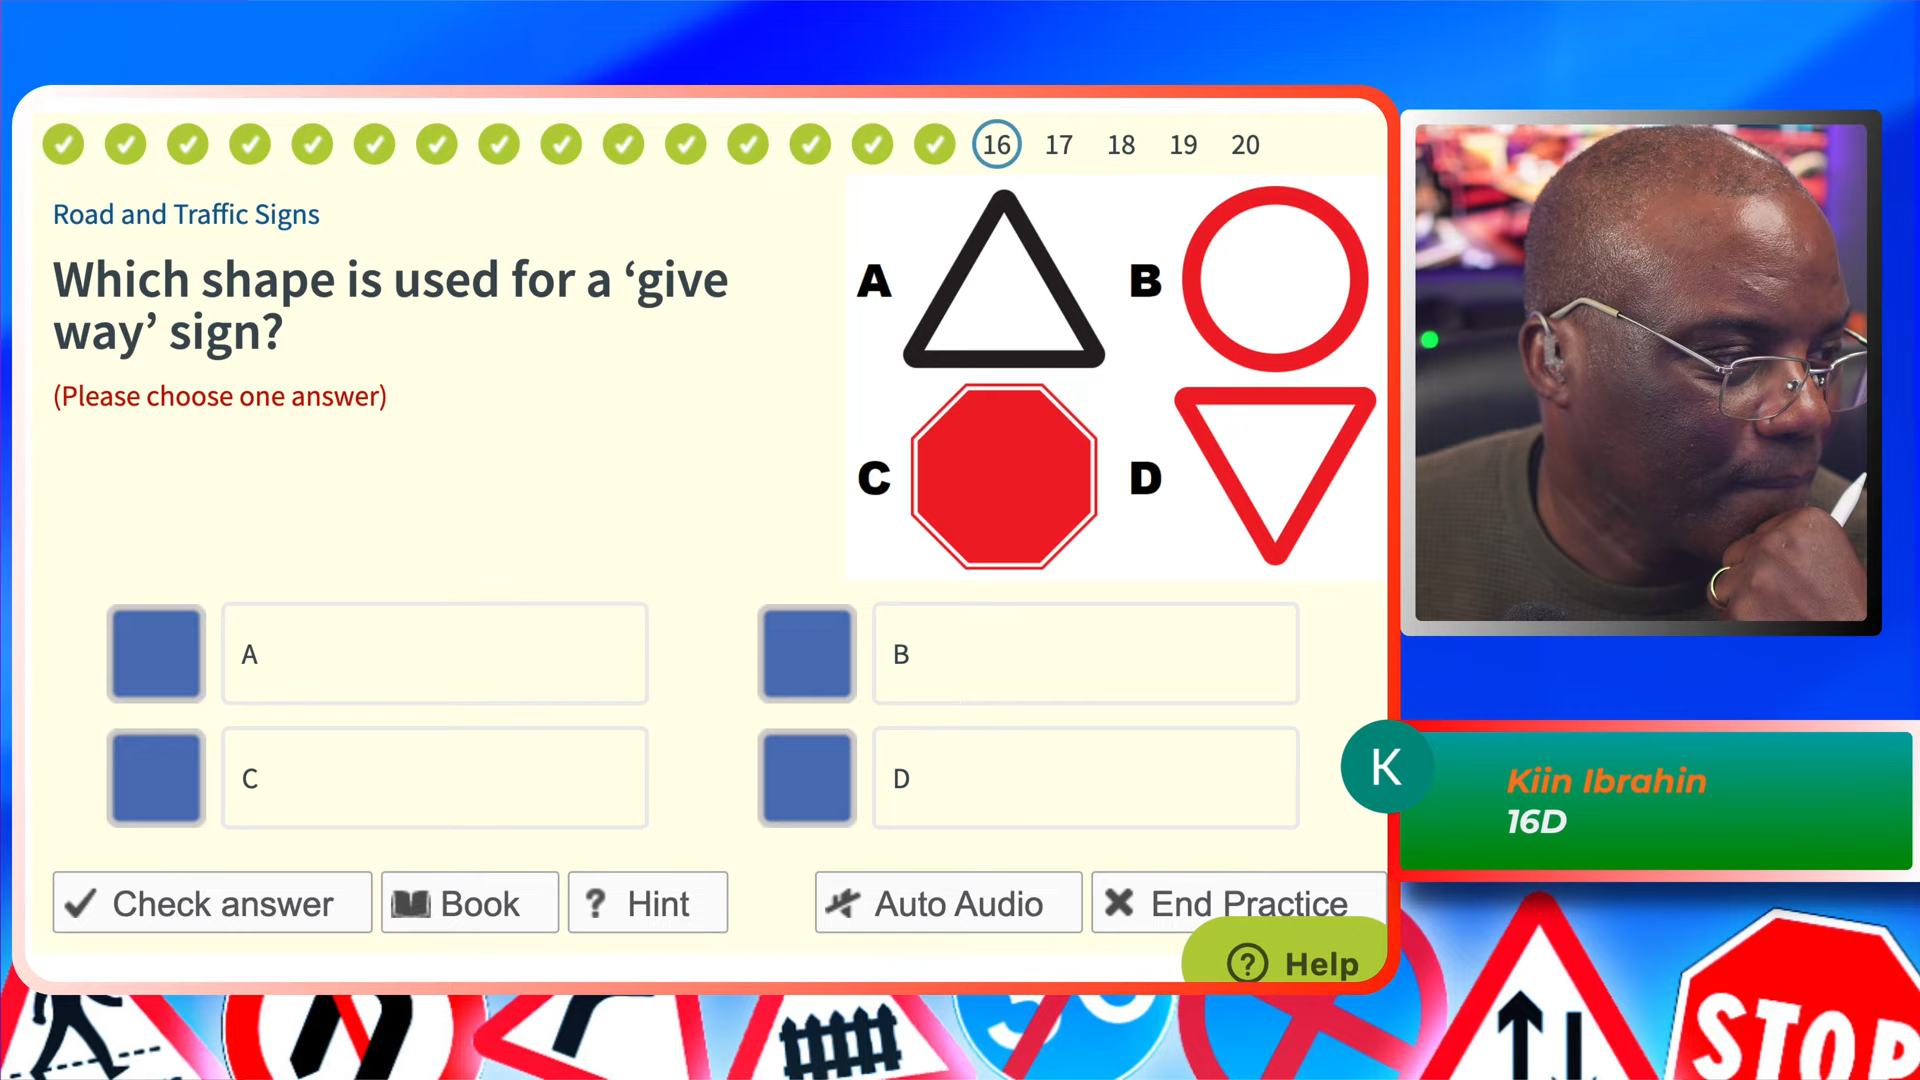 16 17 18 19 20
Road and Traffic Signs
Which shape is used for a ‘give
way’ sign?
(Please choose one answer)
A
B
C
D
A
B
C
D
Check answer
Book
? Hint
Auto Audio
End Practice
? Help
K
Kiin Ibrahin
16D
STOP